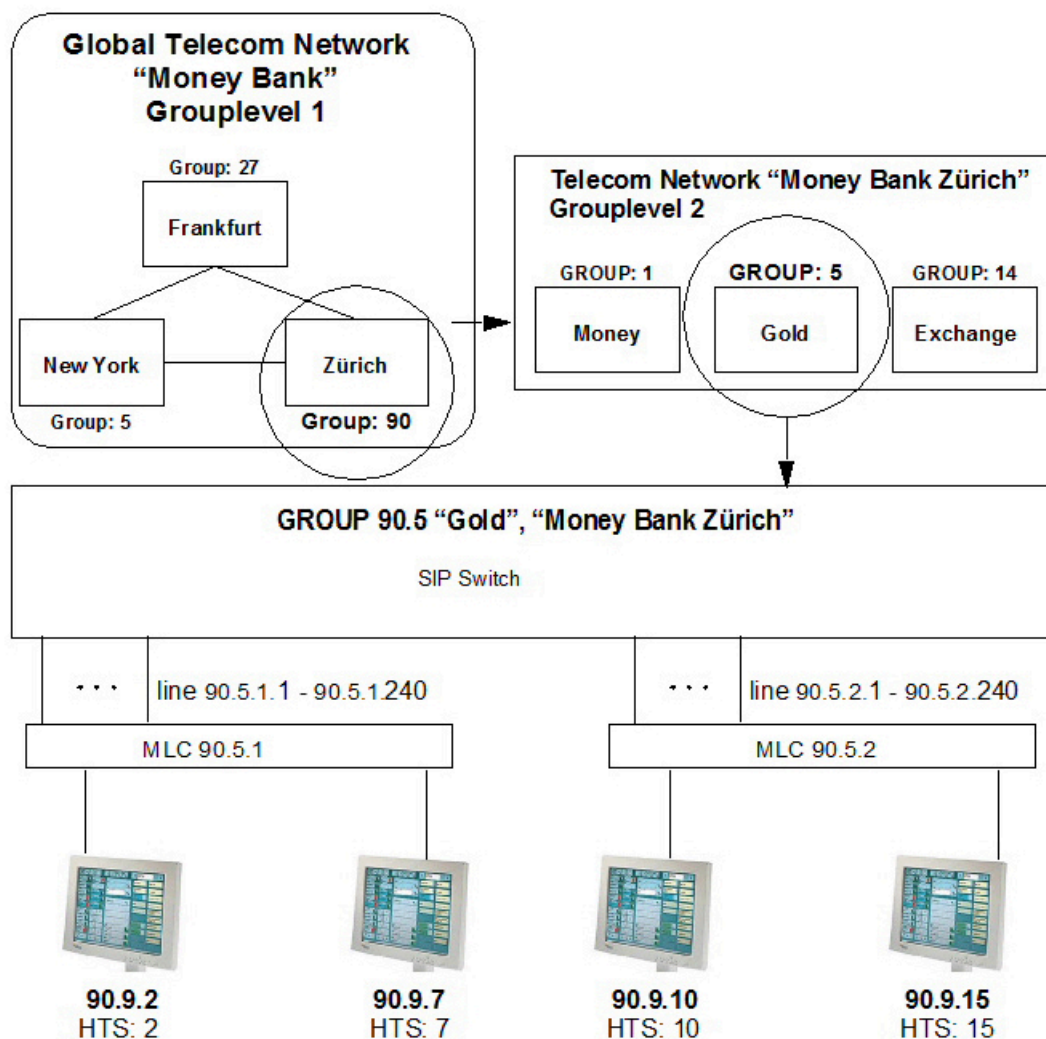 Global Telecom Network
“Money Bank”
Grouplevel 1
Group: 27
Frankfurt
New York
Zürich
Group: 5
Group: 90
Telecom Network “Money Bank Zürich”
Grouplevel 2
GROUP: 1
GROUP: 5
GROUP: 14
Money
Gold
Exchange
GROUP 90.5 “Gold”, “Money Bank Zürich”
SIP Switch
... line 90.5.1.1 - 90.5.1.240
... line 90.5.2.1 - 90.5.2.240
MLC 90.5.1
MLC 90.5.2
90.9.2
HTS: 2
90.9.7
HTS: 7
90.9.10
HTS: 10
90.9.15
HTS: 15